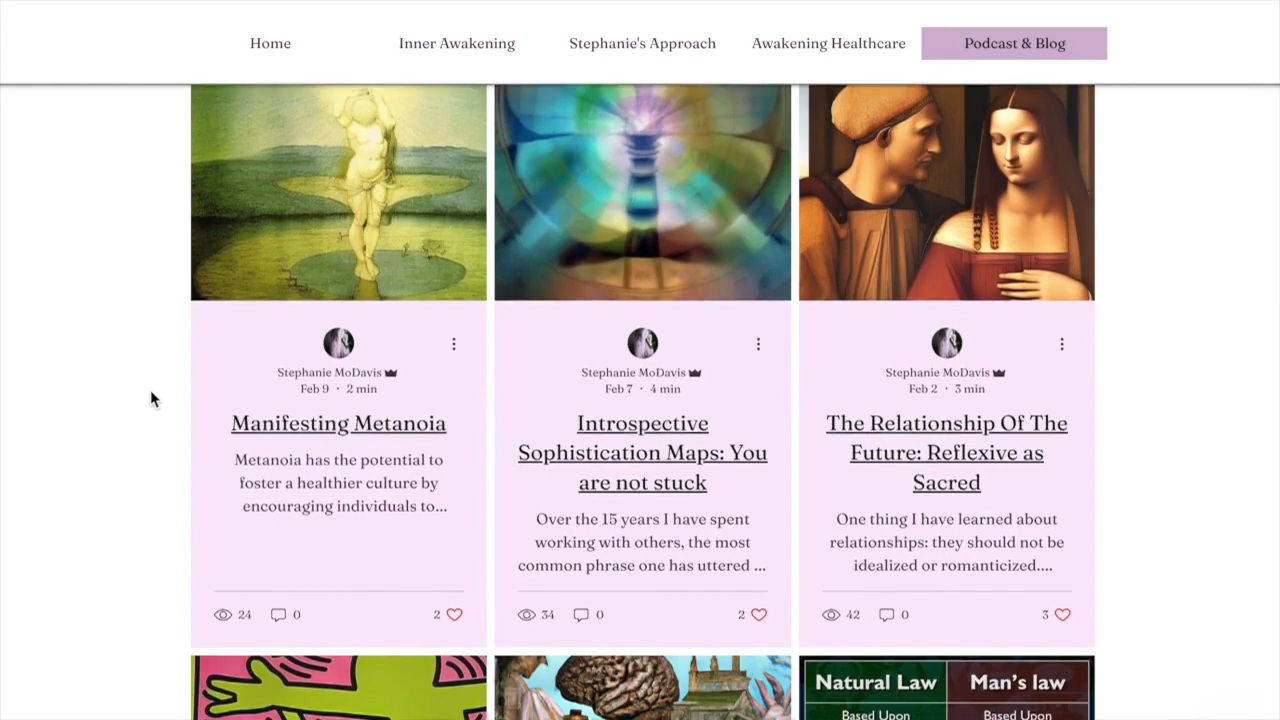 Home
Inner Awakening
Stephanie's Approach
Awakening Healthcare
Podcast & Blog
Stephanie MoDavis
Feb 9 · 2 min
Manifesting Metanoia
Metanoia has the potential to
foster a healthier culture by
encouraging individuals to...
24
0
2
Stephanie MoDavis
Feb 7 · 4 min
Introspective
Sophistication Maps: You
are not stuck
Over the 15 years I have spent
working with others, the most
common phrase one has uttered ...
34
0
2
Stephanie MoDavis
Feb 2 · 3 min
The Relationship Of The
Future: Reflexive as
Sacred
One thing I have learned about
relationships: they should not be
idealized or romanticized....
42
0
3
Natural Law
Man's law
Based Upon
Based Upon